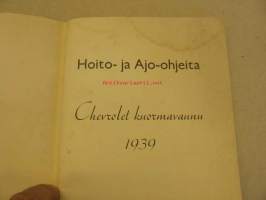 Hoito- ja Ajo-ohjeita
Chevrolet kuormavaunu
1939